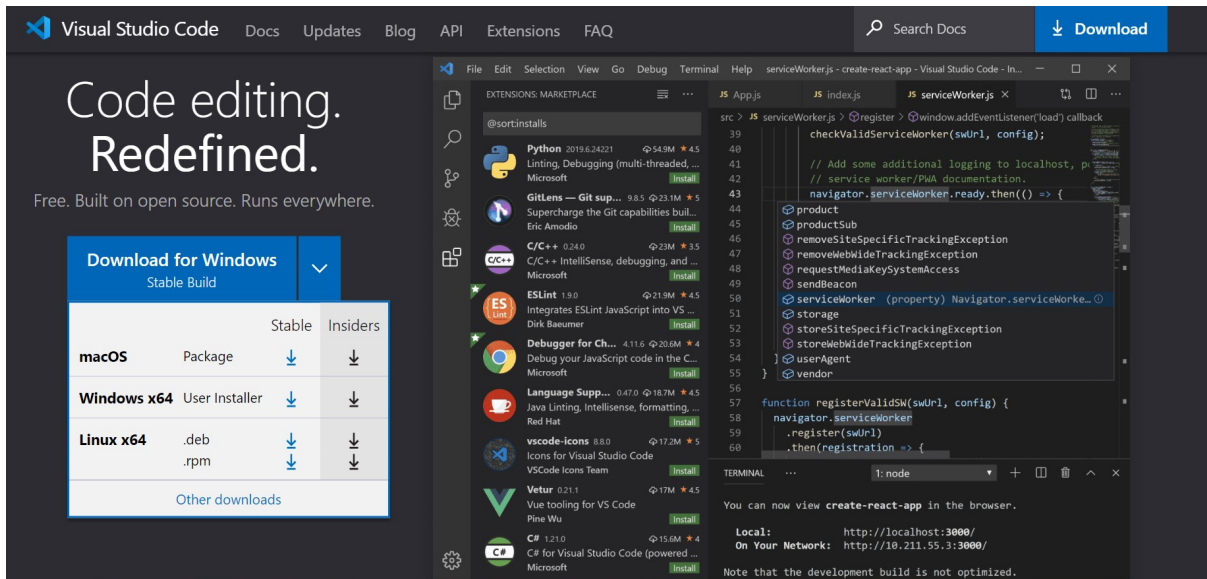 Visual Studio Code Docs Updates Blog API Extensions FAQ Search Docs Download
Code editing.
Redefined.
Free. Built on open source. Runs everywhere.
Download for Windows
Stable Build
Stable Insiders
macOS Package
Windows x64 User Installer
Linux x64 .deb
.rpm
Other downloads
File Edit Selection View Go Debug Terminal Help serviceWorker.js - create-react-app - Visual Studio Code - In...
EXTENSIONS: MARKETPLACE
@sort:installs
Python 2019.6.24221 54.9M ★ 4.5
Linting, Debugging (multi-threaded, ...
Microsoft Install
GitLens — Git sup... 9.8.5 23.1M ★ 5
Supercharge the Git capabilities buil...
Eric Amodio Install
C/C++ 0.24.0 23M ★ 3.5
C/C++ IntelliSense, debugging, and ...
Microsoft Install
ESLint 1.9.0 21.9M ★ 4.5
Integrates ESLint JavaScript into VS ...
Dirk Baeumer Install
Debugger for Ch... 4.11.6 20.6M ★ 4
Debug your JavaScript code in the C...
Microsoft Install
Language Supp... 0.47.0 18.7M ★ 4.5
Java Linting, Intellisense, formatting, ...
Red Hat Install
vscode-icons 8.8.0 17.2M ★ 5
Icons for Visual Studio Code
VSCode Icons Team Install
Vetur 0.21.1 17M ★ 4.5
Vue tooling for VS Code
Pine Wu Install
C# 1.21.0 15.6M ★ 4
C# for Visual Studio Code (powered ...
Microsoft Install
C/C++
ES
Lint
C#
JS App.js JS index.js JS serviceWorker.js
src > JS serviceWorker.js > register > window.addEventListener('load') callback
39 checkValidServiceWorker(swUrl, config);
40
41 // Add some additional logging to localhost, po
42 // service worker/PWA documentation.
43 navigator.serviceWorker.ready.then(() => {
44 product
45 productSub
46 removeSiteSpecificTrackingException
47 removeWebWideTrackingException
48 requestMediaKeySystemAccess
49 sendBeacon
50 serviceWorker (property) Navigator.serviceWorke...
51 storage
52 storeSiteSpecificTrackingException
53 storeWebWideTrackingException
54 } userAgent
55 } vendor
56
57 function registerValidSW(swUrl, config) {
58 navigator.serviceWorker
59 .register(swUrl)
60 .then(registration => {
TERMINAL ... 1: node
You can now view create-react-app in the browser.
Local: http://localhost:3000/
On Your Network: http://10.211.55.3:3000/
Note that the development build is not optimized.